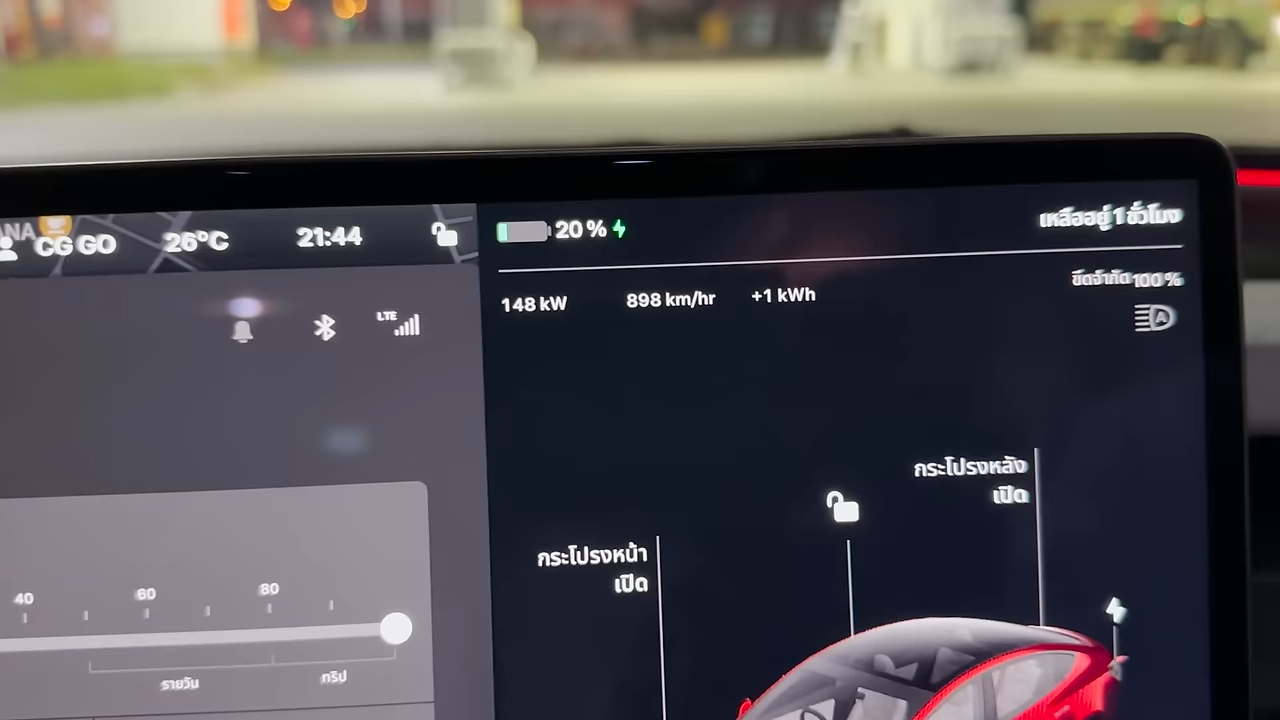 ANA
CG GO 26°C 21:44
20 %
เหลืออยู่ 1 ชั่วโมง
ขีดจำกัด 100 %
148 kW 898 km/hr +1 kWh
LTE
A
กระโปรงหลัง
เปิด
กระโปรงหน้า
เปิด
40 60 80
รายวัน ทริป